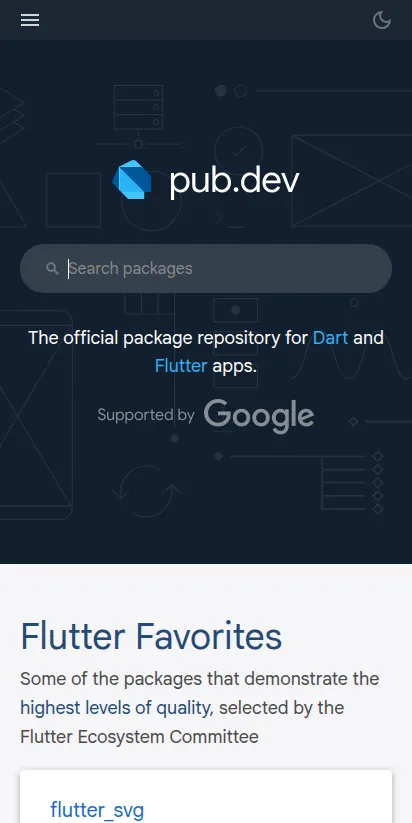 pub.dev
Search packages
The official package repository for Dart and
Flutter apps.
Supported by Google
Flutter Favorites
Some of the packages that demonstrate the
highest levels of quality, selected by the
Flutter Ecosystem Committee
flutter_svg